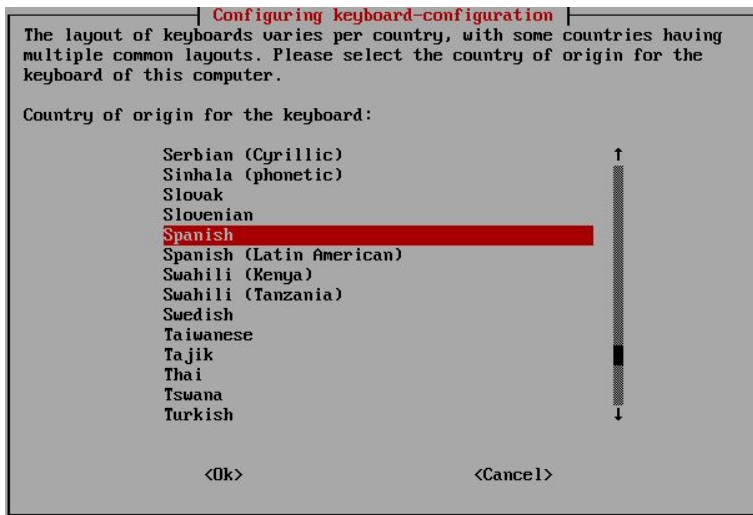 Configuring keyboard-configuration
The layout of keyboards varies per country, with some countries having
multiple common layouts. Please select the country of origin for the
keyboard of this computer.
Country of origin for the keyboard:
Serbian (Cyrillic)
Sinhala (phonetic)
Slovak
Slovenian
Spanish
Spanish (Latin American)
Swahili (Kenya)
Swahili (Tanzania)
Swedish
Taiwanese
Tajik
Thai
Tswana
Turkish
<Ok> <Cancel>